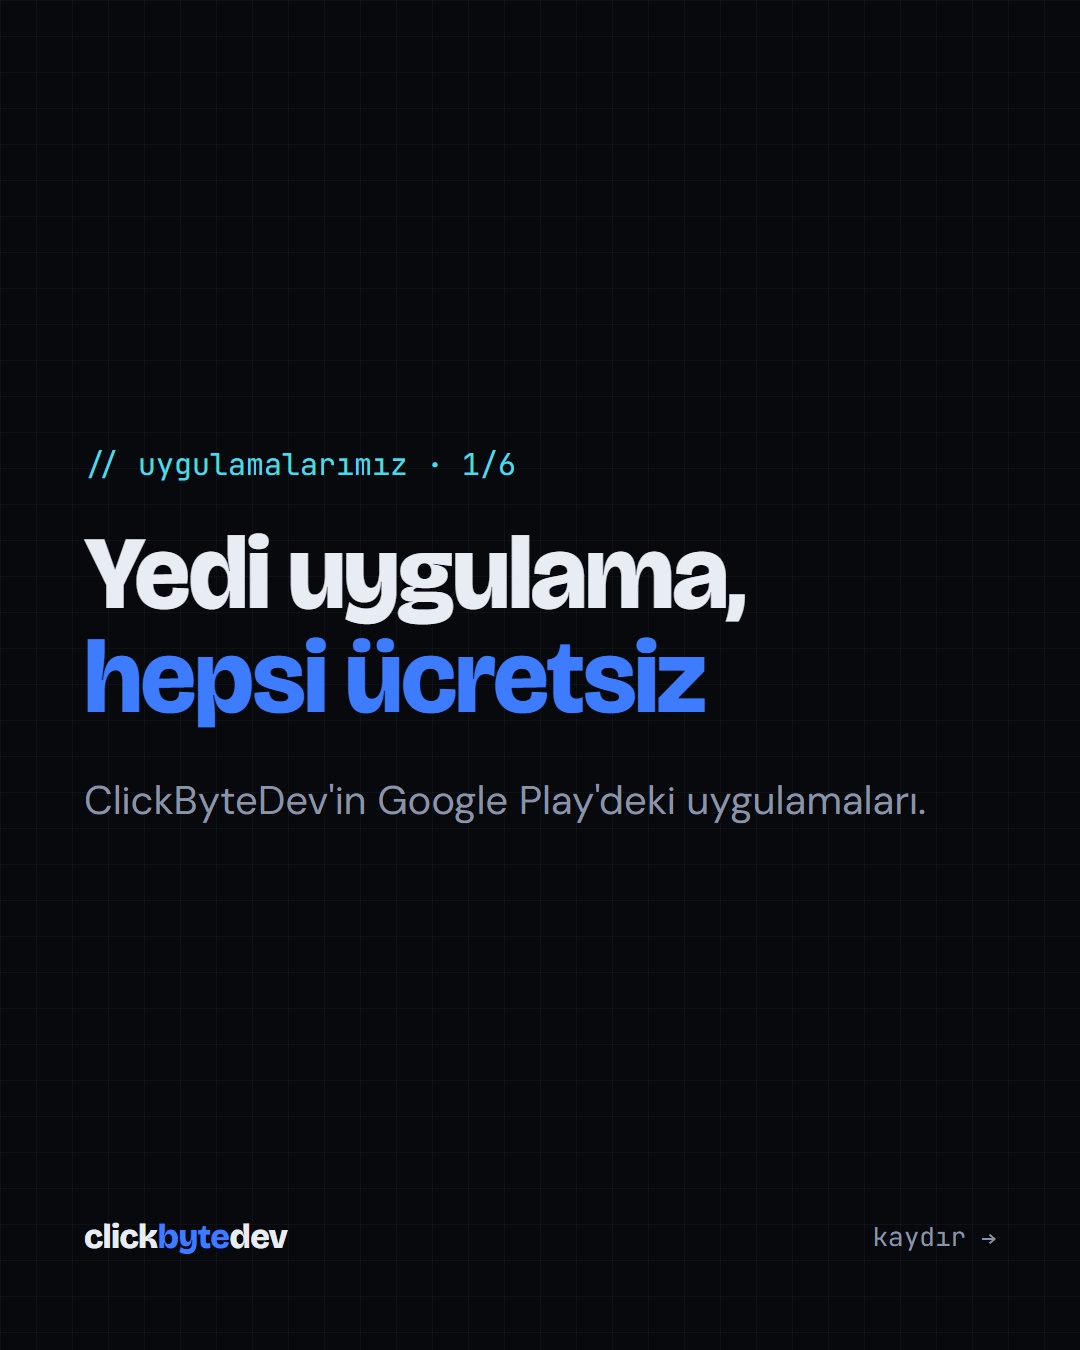 // uygulamalarımız · 1/6
Yedi uygulama,
hepsi ücretsiz
ClickByteDev'in Google Play'deki uygulamaları.
clickbytedev
kaydır →